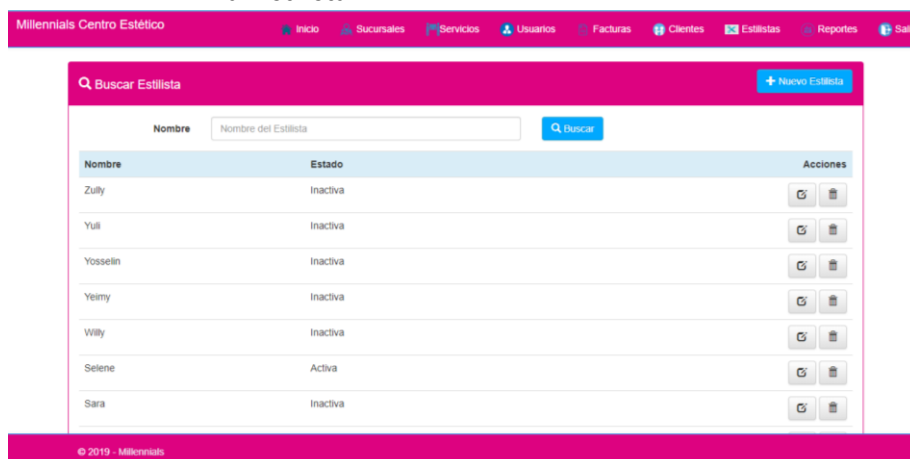 Millennials Centro Estético Inicio Sucursales Servicios Usuarios Facturas Clientes Estilistas Reportes Sal
Buscar Estilista + Nuevo Estilista
Nombre Nombre del Estilista Buscar
Nombre Estado Acciones
Zully Inactiva
Yuli Inactiva
Yosselin Inactiva
Yeimy Inactiva
Willy Inactiva
Selene Activa
Sara Inactiva
© 2019 - Millennials